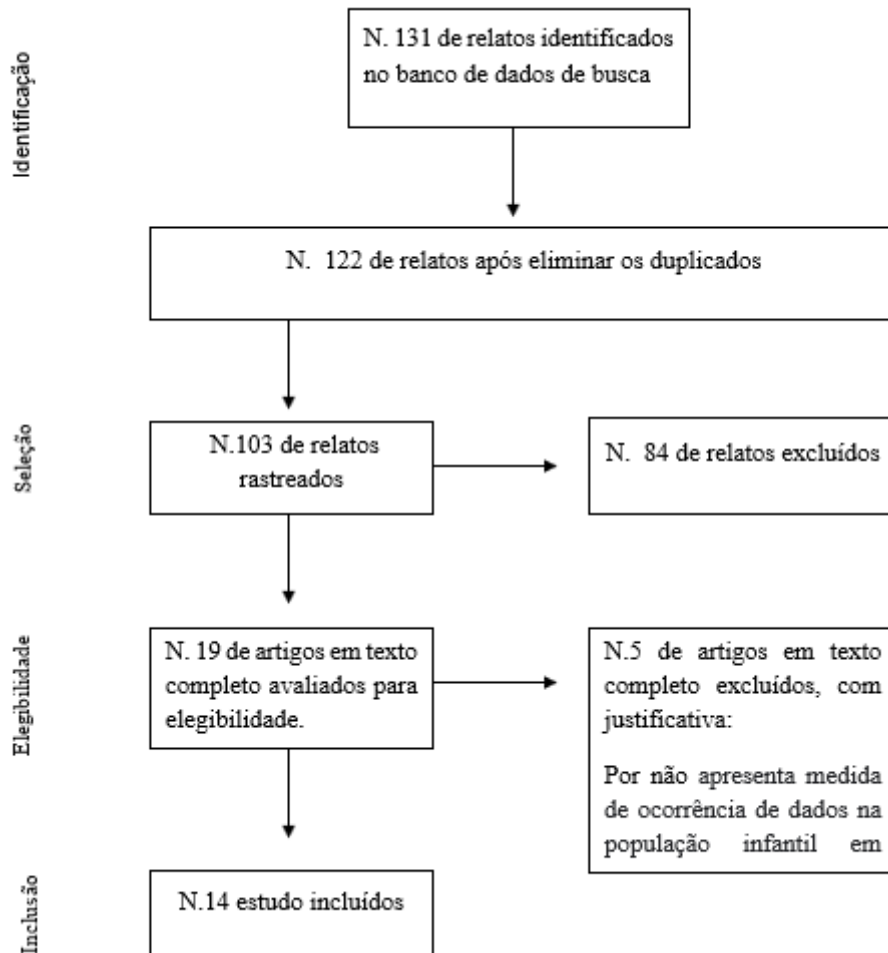 Identificação
N. 131 de relatos identificados
no banco de dados de busca
N. 122 de relatos após eliminar os duplicados
Seleção
N.103 de relatos
rastreados
N. 84 de relatos excluídos
Elegibilidade
N. 19 de artigos em texto
completo avaliados para
elegibilidade.
N.5 de artigos em texto
completo excluídos, com
justificativa:
Por não apresenta medida
de ocorrência de dados na
população infantil em
Inclusão
N.14 estudo incluídos